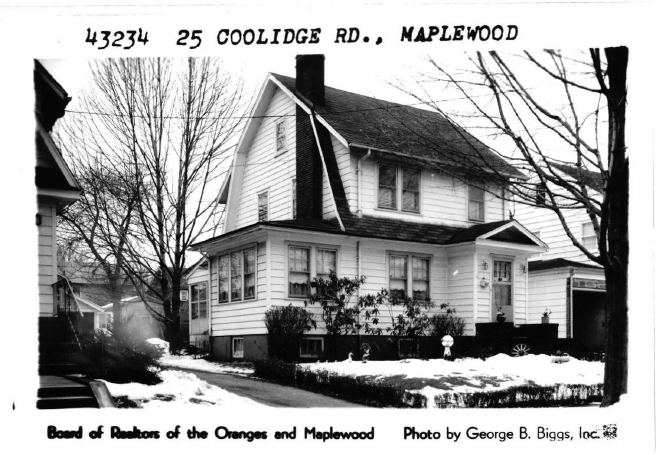 43234 25 COOLIDGE RD., MAPLEWOOD
Board of Realtors of the Oranges and Maplewood Photo by George B. Biggs, Inc.